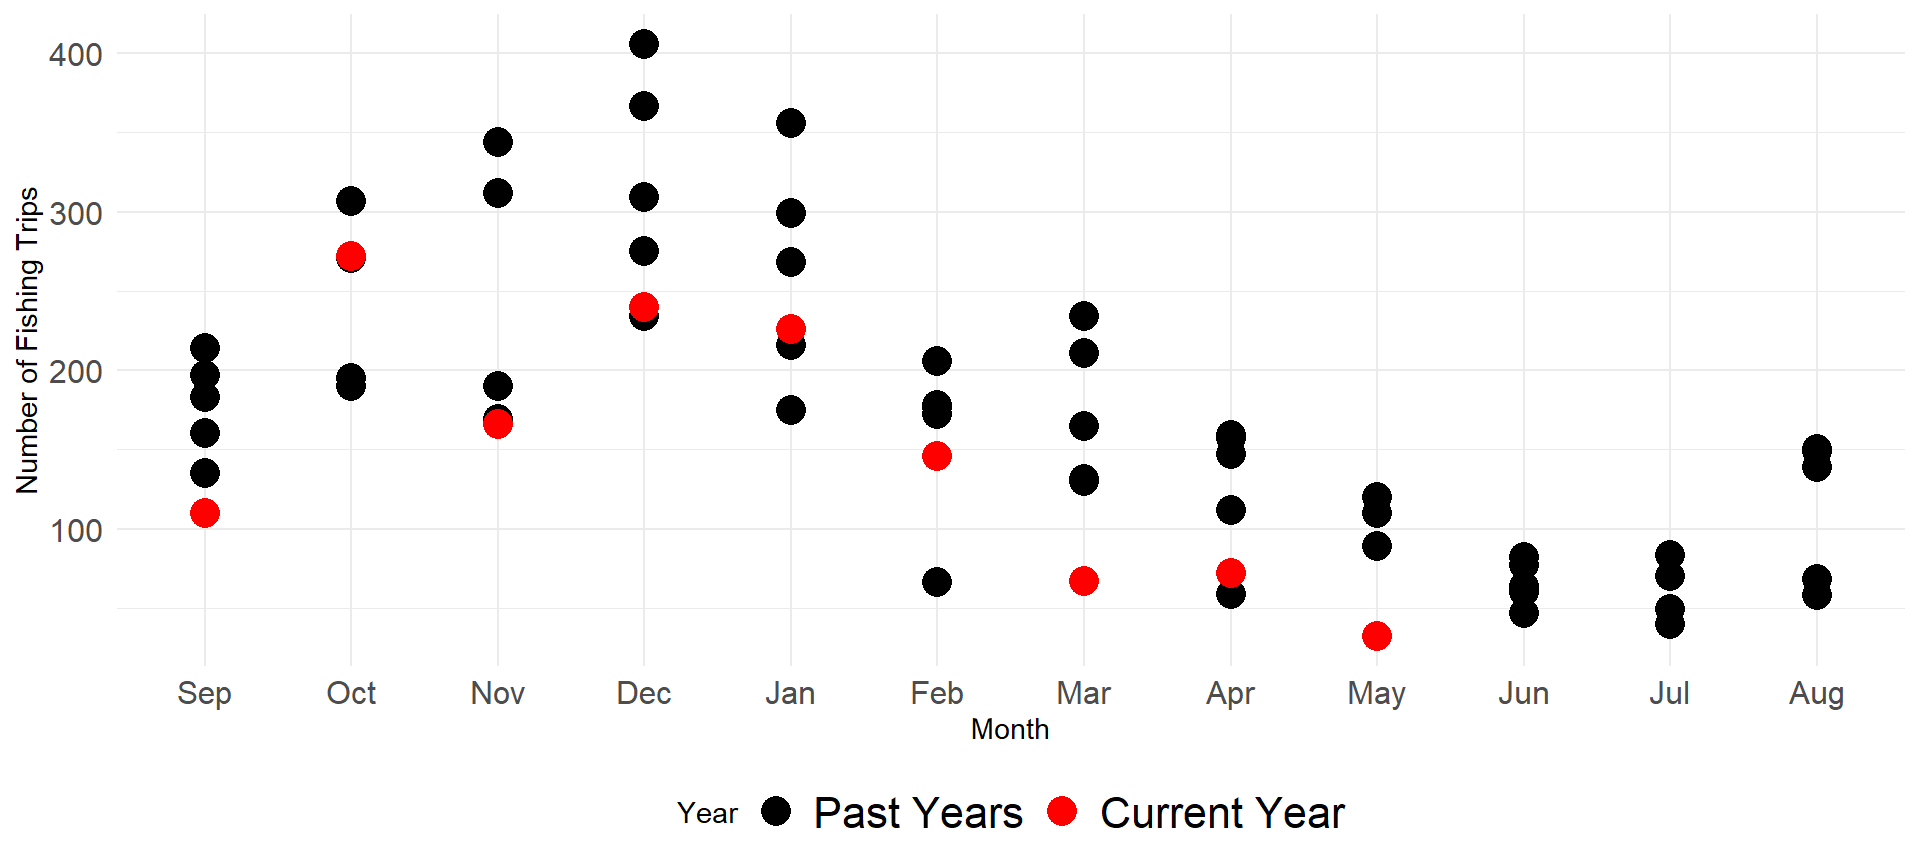 Number of Fishing Trips
400
300
200
100
Sep Oct Nov Dec Jan Feb Mar Apr May Jun Jul Aug
Month
Year Past Years Current Year